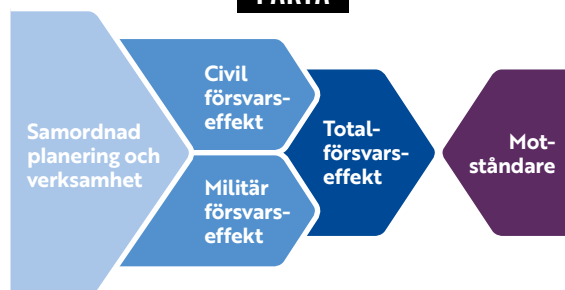 Samordnad
planering och
verksamhet
Civil
försvars-
effekt
Militär
försvars-
effekt
Total-
försvars-
effekt
Mot-
ståndare